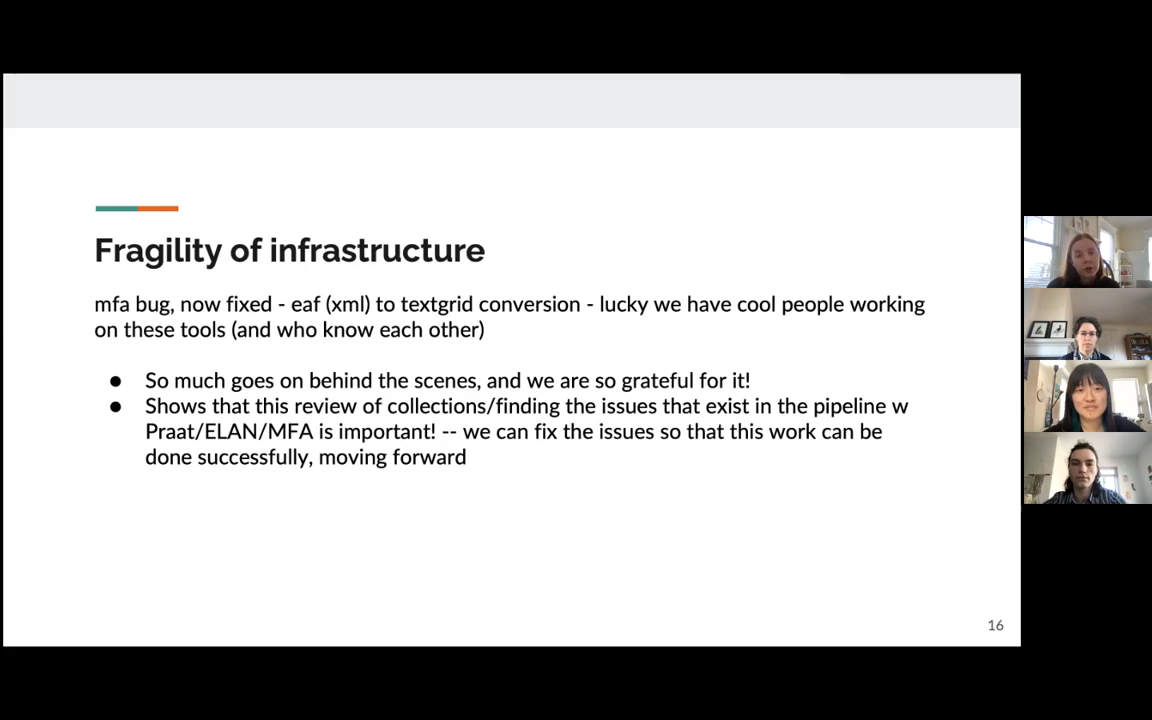 Fragility of infrastructure
mfa bug, now fixed - eaf (xml) to textgrid conversion - lucky we have cool people working
on these tools (and who know each other)
● So much goes on behind the scenes, and we are so grateful for it!
● Shows that this review of collections/finding the issues that exist in the pipeline w
Praat/ELAN/MFA is important! -- we can fix the issues so that this work can be
done successfully, moving forward
16